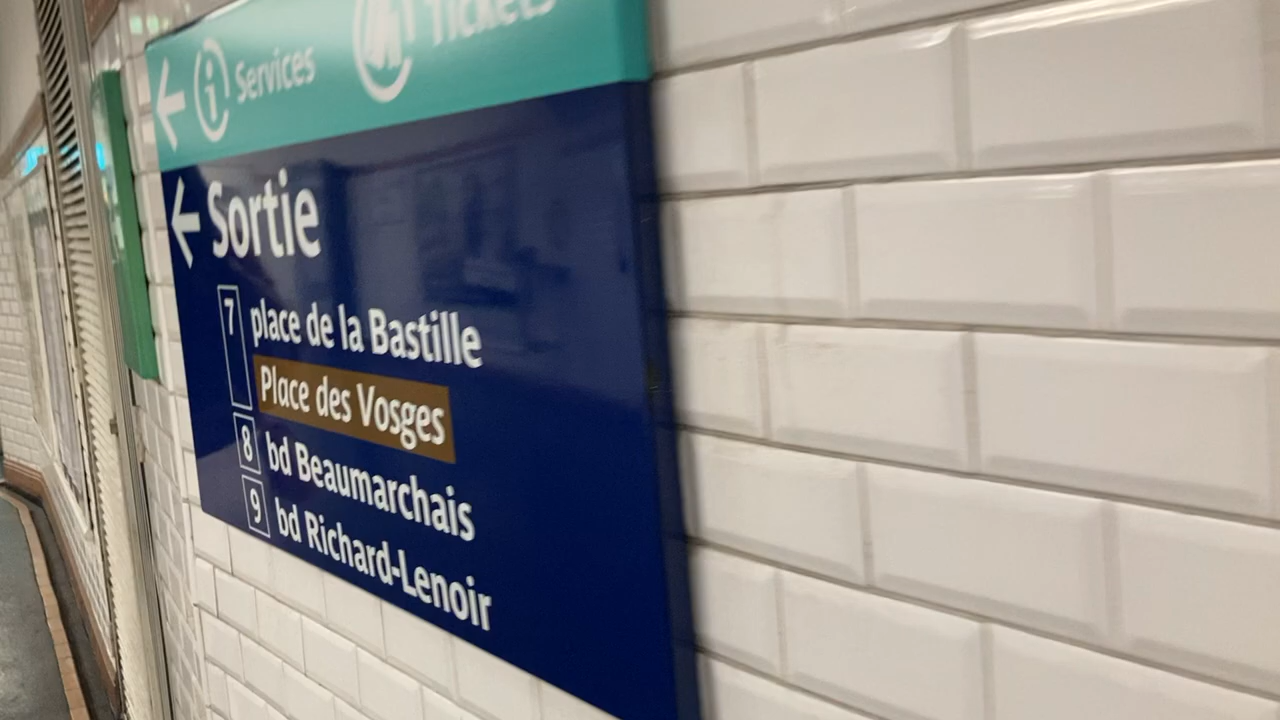 Services
Tickets
Sortie
7 place de la Bastille
Place des Vosges
8 bd Beaumarchais
9 bd Richard-Lenoir